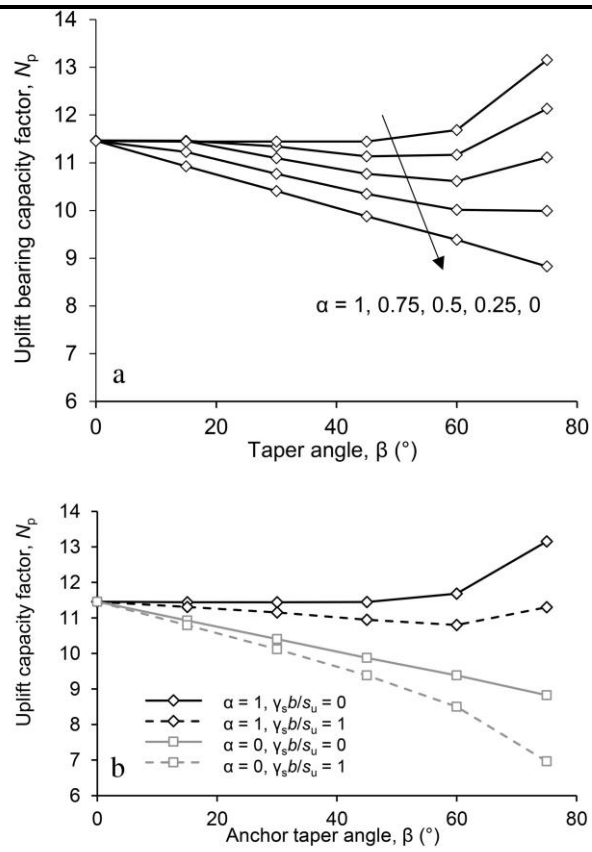 14
13
12
11
10
9
8
7
6
Uplift bearing capacity factor, Nₚ
α = 1, 0.75, 0.5, 0.25, 0
a
0 20 40 60 80
Taper angle, β (°)
14
13
12
11
10
9
8
7
6
Uplift capacity factor, Nₚ
α = 1, γₛb/sᵤ = 0
α = 1, γₛb/sᵤ = 1
α = 0, γₛb/sᵤ = 0
α = 0, γₛb/sᵤ = 1
b
0 20 40 60 80
Anchor taper angle, β (°)